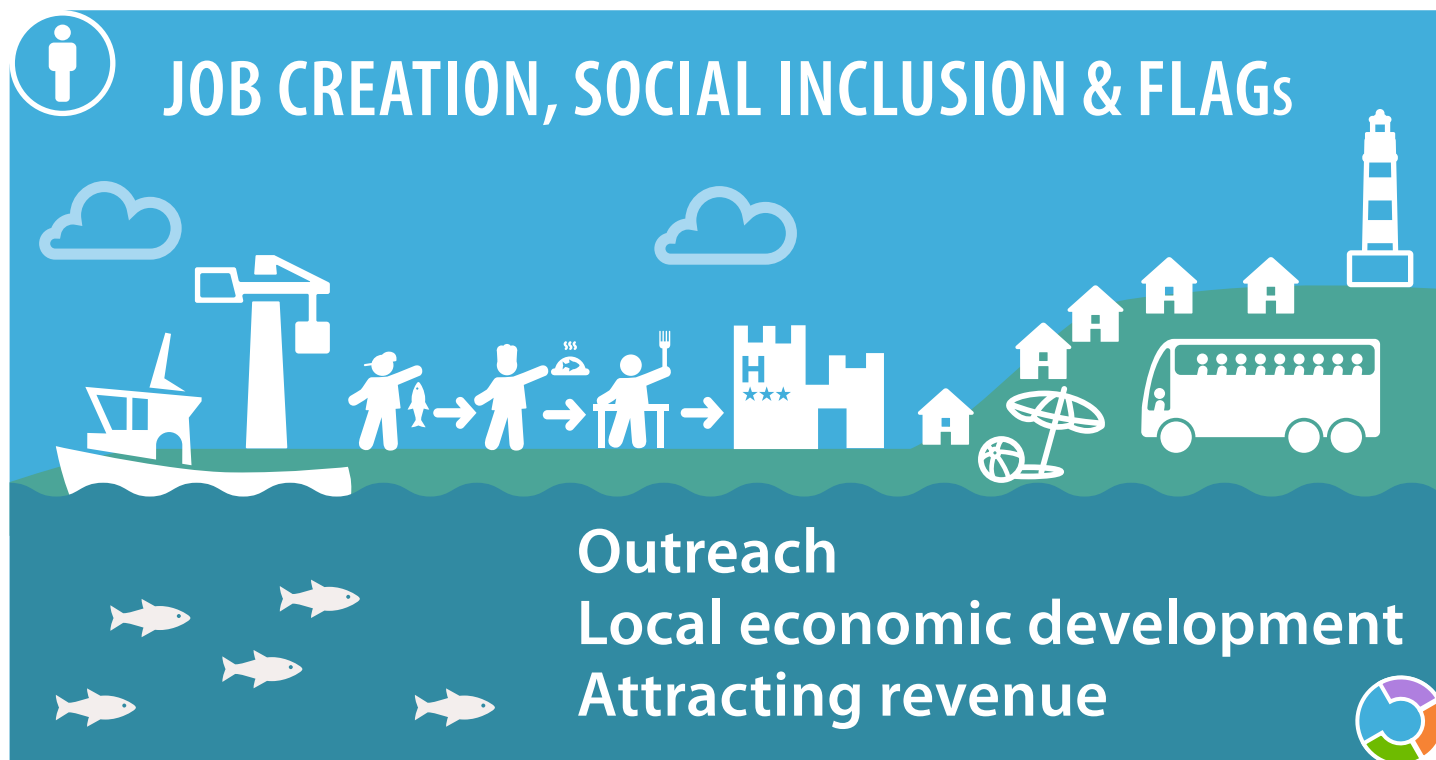 JOB CREATION, SOCIAL INCLUSION & FLAGs
H
Outreach
Local economic development
Attracting revenue